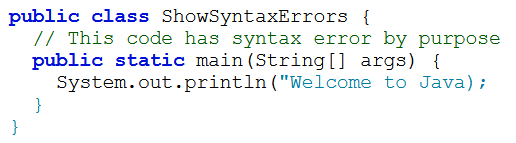 public class ShowSyntaxErrors {
  // This code has syntax error by purpose
  public static main(String[] args) {
    System.out.println("Welcome to Java);
  }
}